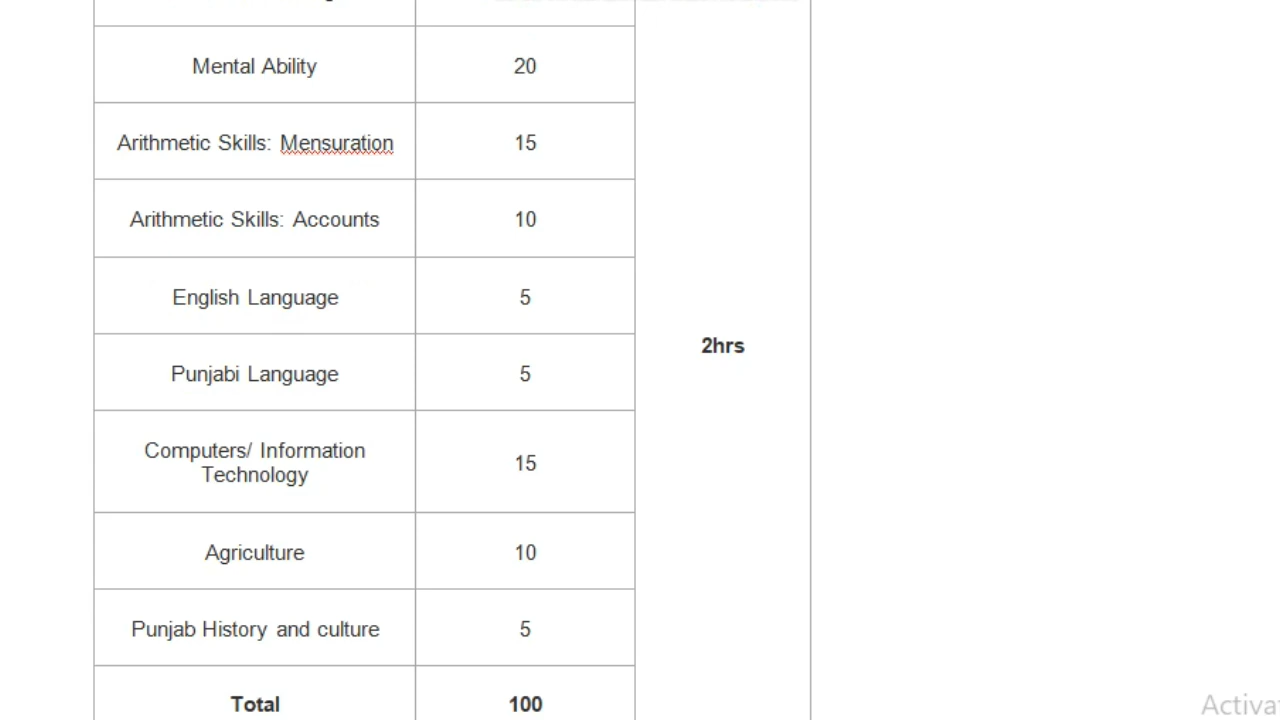 Mental Ability 20
Arithmetic Skills: Mensuration 15
Arithmetic Skills: Accounts 10
English Language 5
2hrs
Punjabi Language 5
Computers/ Information
Technology
15
Agriculture 10
Punjab History and culture 5
Total 100